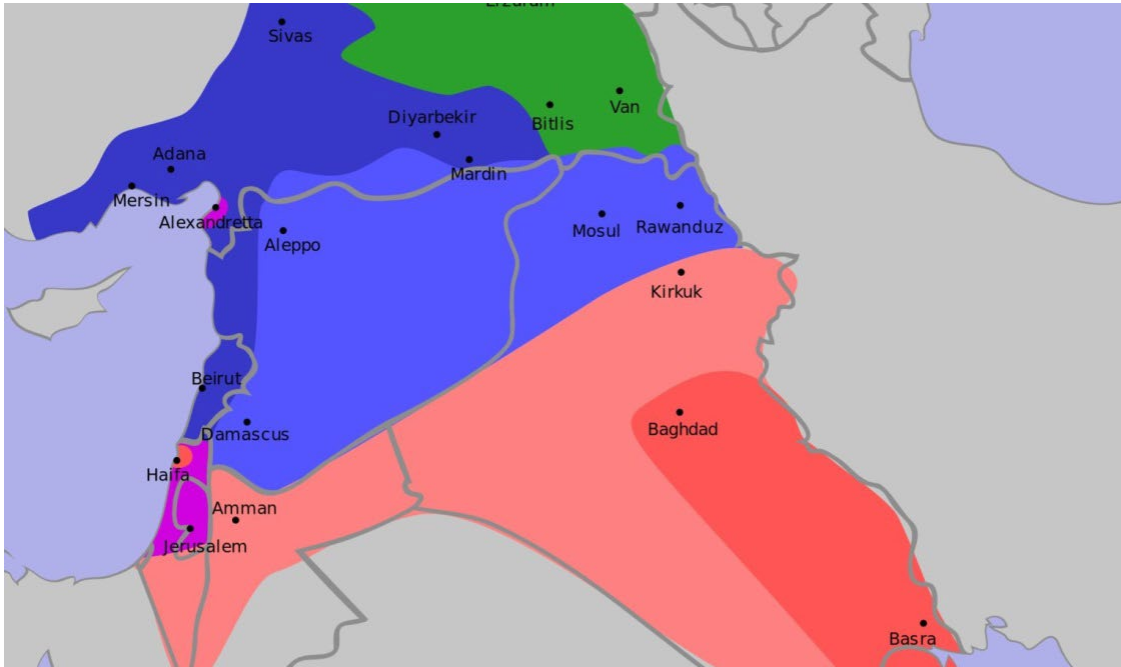 Erzurum
Sivas
Van
Bitlis
Diyarbekir
Adana
Mardin
Mersin
Alexandretta
Aleppo
Mosul
Rawanduz
Kirkuk
Beirut
Damascus
Baghdad
Haifa
Amman
Jerusalem
Basra